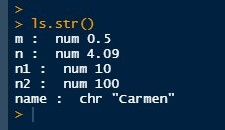 >
> ls.str()
m :  num 0.5
n :  num 4.09
n1 :  num 10
n2 :  num 100
name :  chr "Carmen"
>